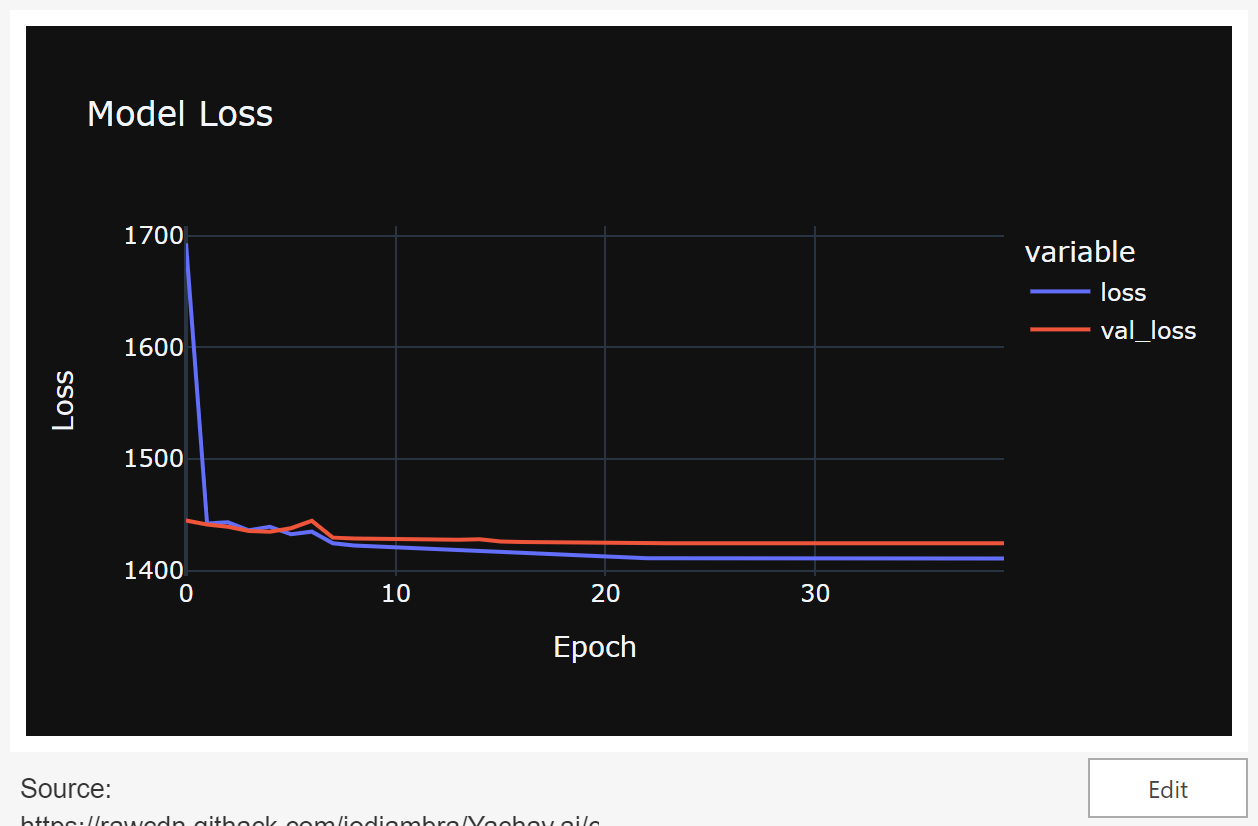 Model Loss
1700
1600
1500
1400
Loss
0 10 20 30
Epoch
variable
loss
val_loss
Source:
Edit